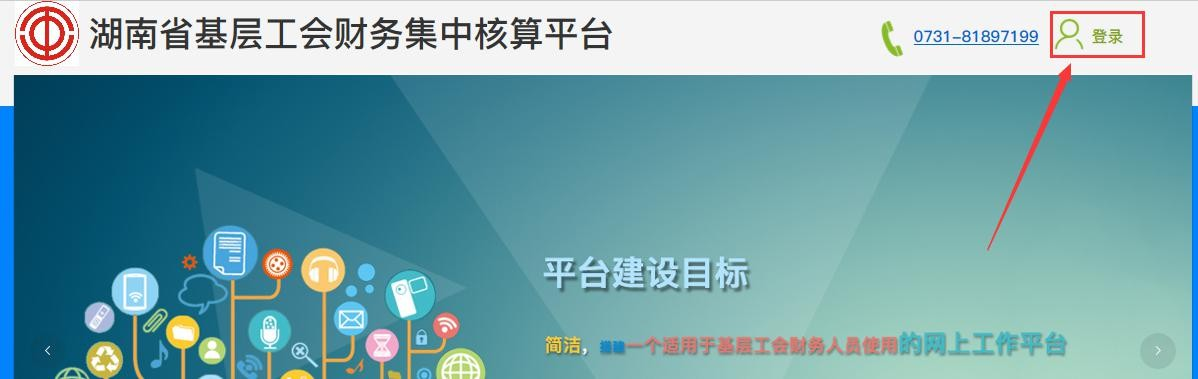 湖南省基层工会财务集中核算平台
0731-81897199
登录
平台建设目标
简洁，搭建一个适用于基层工会财务人员使用的网上工作平台